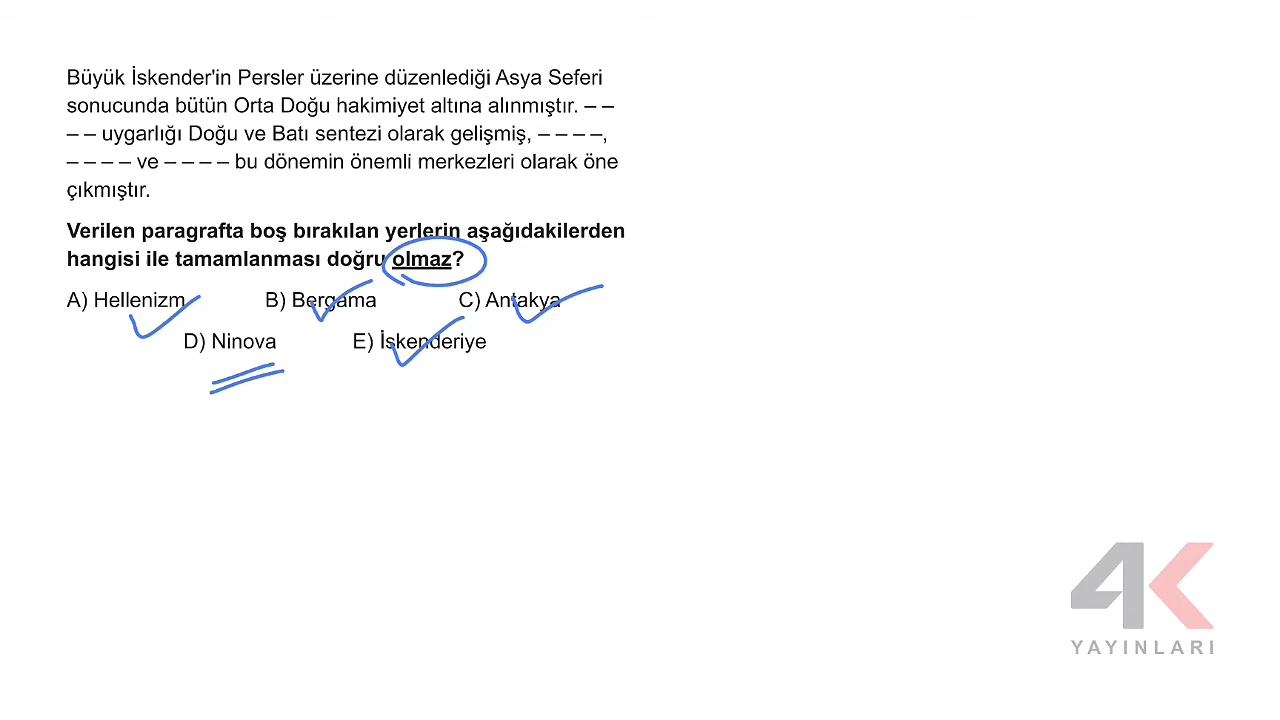 Büyük İskender'in Persler üzerine düzenlediği Asya Seferi
sonucunda bütün Orta Doğu hakimiyet altına alınmıştır. – –
– – uygarlığı Doğu ve Batı sentezi olarak gelişmiş, – – – –,
– – – – ve – – – – bu dönemin önemli merkezleri olarak öne
çıkmıştır.
Verilen paragrafta boş bırakılan yerlerin aşağıdakilerden
hangisi ile tamamlanması doğru olmaz?
A) Hellenizm B) Bergama C) Antakya
D) Ninova E) İskenderiye
4K
YAYINLARI